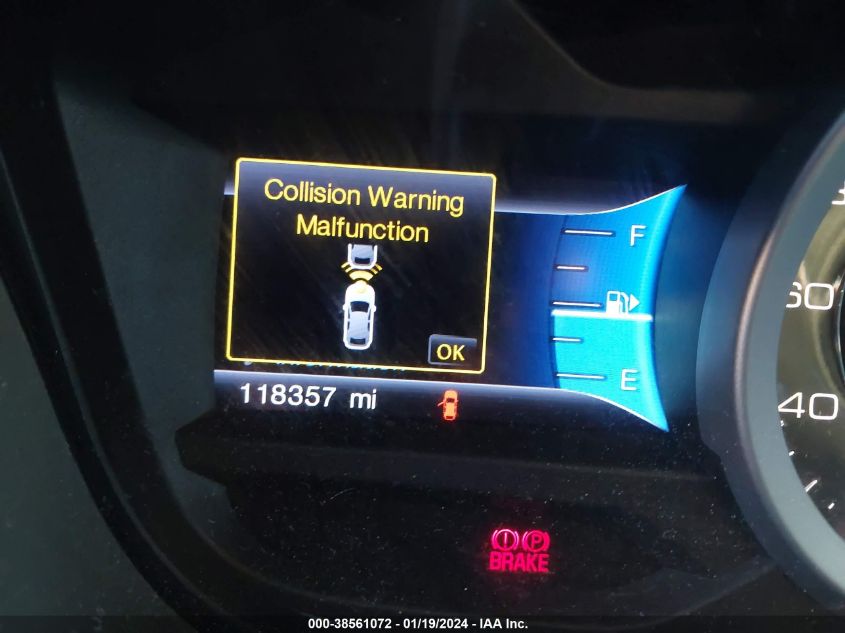 Collision Warning
Malfunction
OK
F
E
118357 mi
60
40
BRAKE
000-38561072 - 01/19/2024 - IAA Inc.